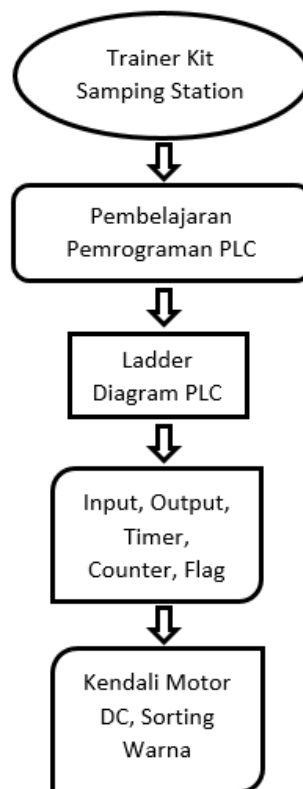 Trainer Kit
Samping Station
Pembelajaran
Pemrograman PLC
Ladder
Diagram PLC
Input, Output,
Timer,
Counter, Flag
Kendali Motor
DC, Sorting
Warna